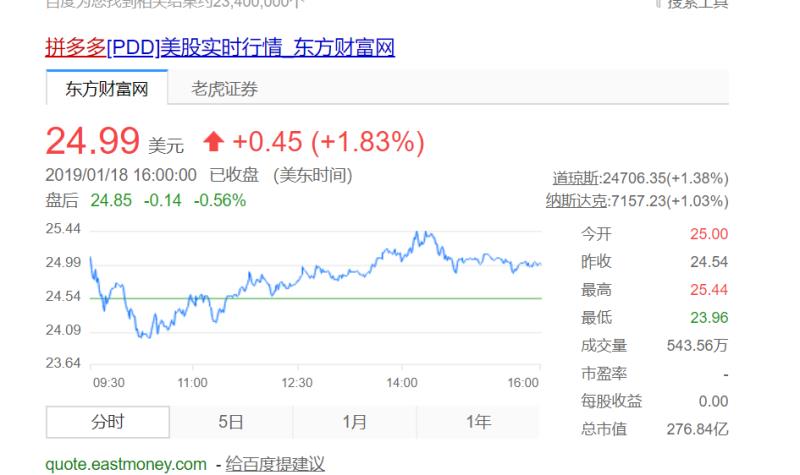 百度为您找到相关结果约23,400,000个
搜索工具
拼多多[PDD]美股实时行情_东方财富网
东方财富网 老虎证券
24.99 美元 +0.45 (+1.83%)
2019/01/18 16:00:00 已收盘 (美东时间)
道琼斯:24706.35(+1.38%)
盘后 24.85 -0.14 -0.56%
纳斯达克:7157.23(+1.03%)
25.44
24.99
24.54
24.09
23.64
09:30 11:00 12:30 14:00 16:00
今开 25.00
昨收 24.54
最高 25.44
最低 23.96
成交量 543.56万
市盈率 -
每股收益 0.00
总市值 276.84亿
分时 5日 1月 1年
quote.eastmoney.com - 给百度提建议